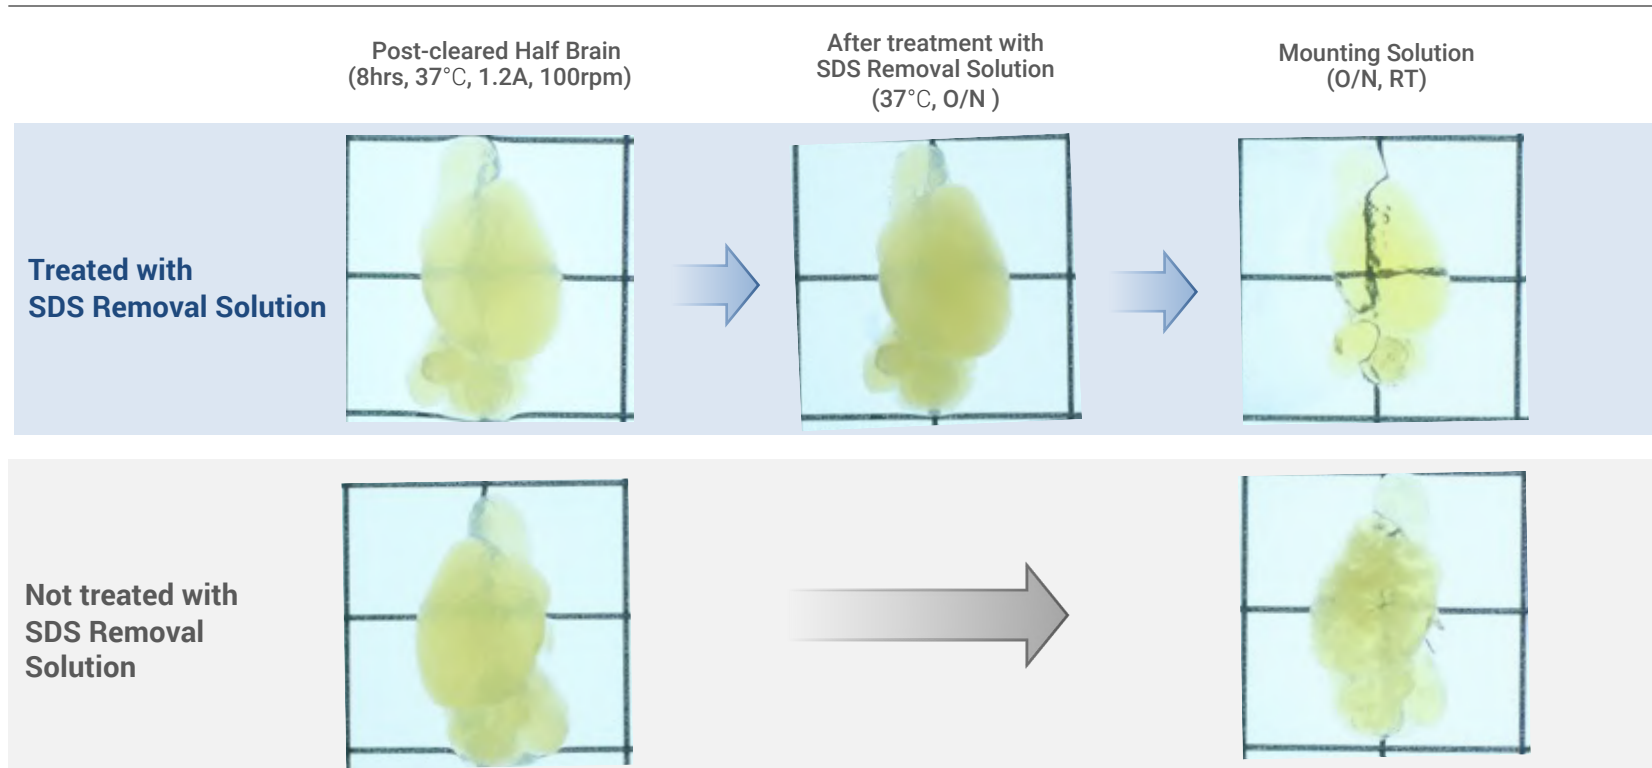 Post-cleared Half Brain
(8hrs, 37°C, 1.2A, 100rpm)
After treatment with
SDS Removal Solution
(37°C, O/N )
Mounting Solution
(O/N, RT)
Treated with
SDS Removal Solution
Not treated with
SDS Removal
Solution